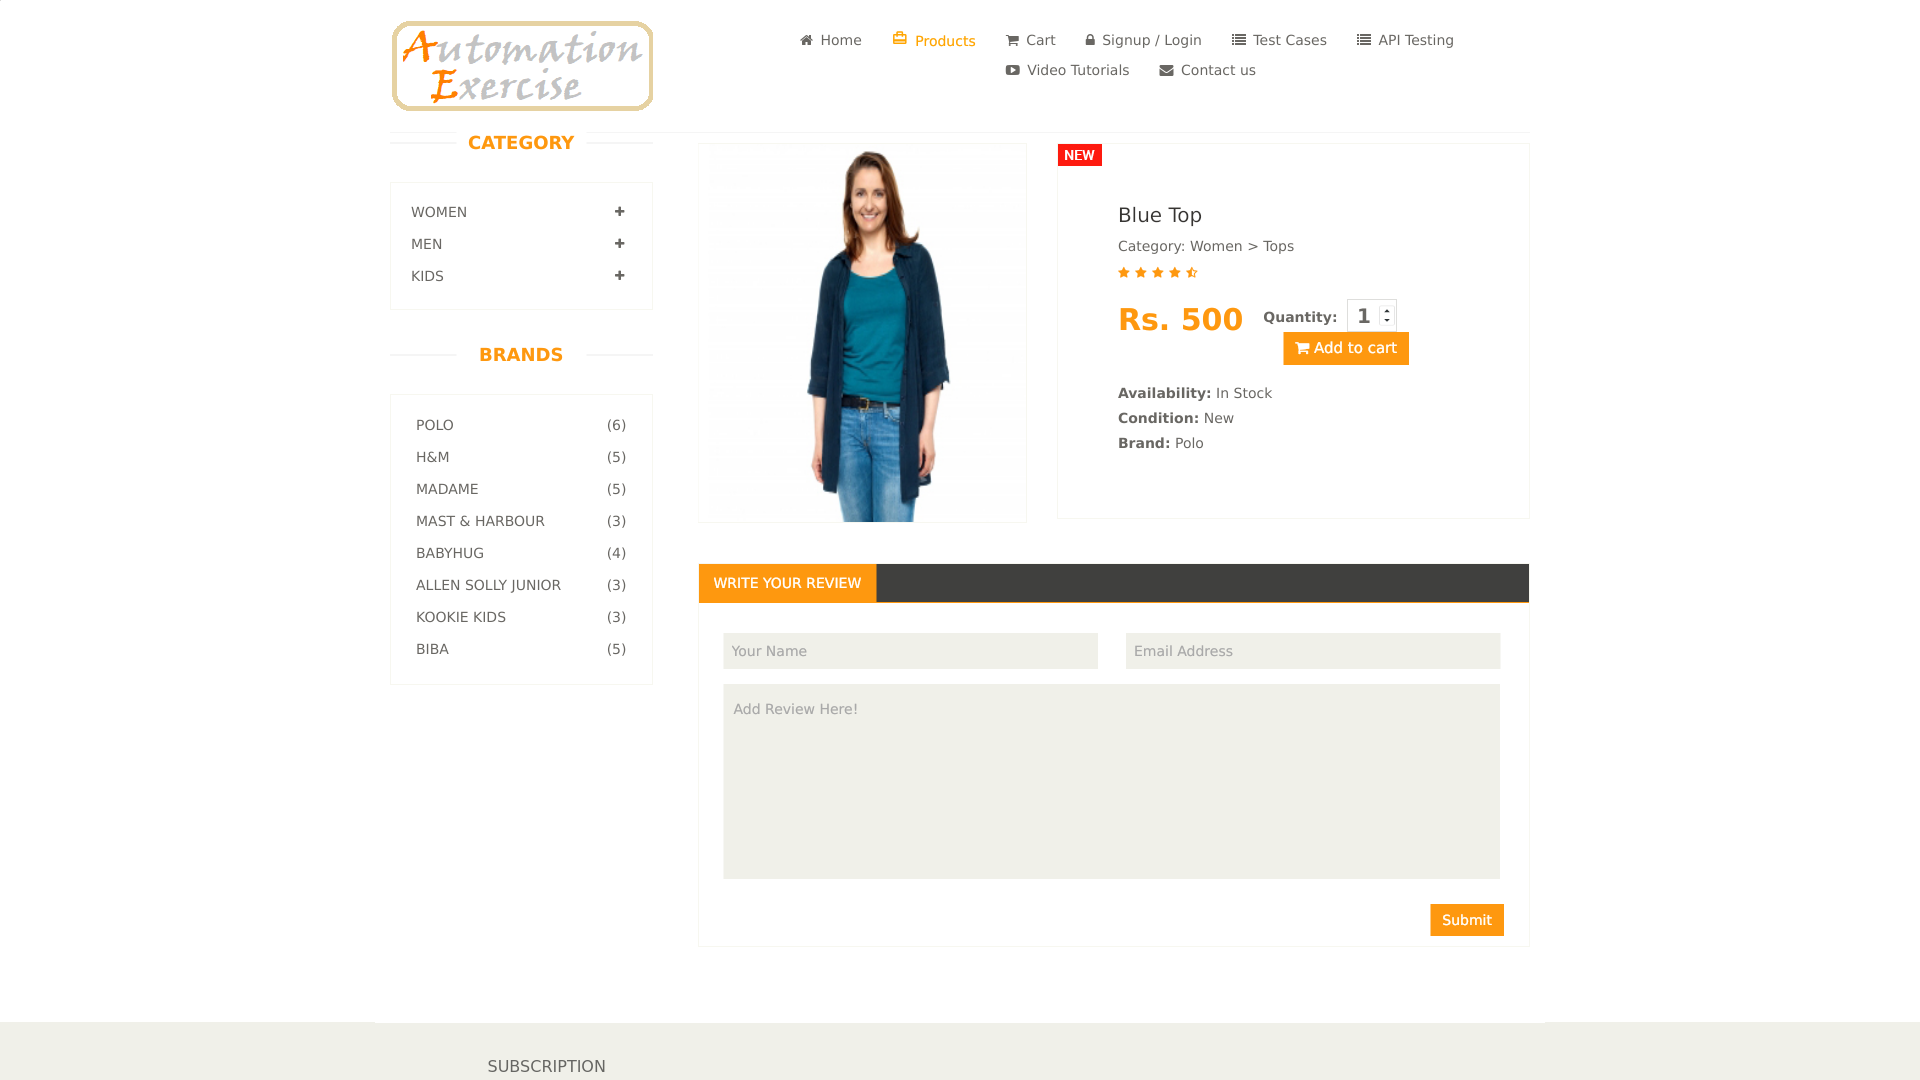 Automation
Exercise
Home
Products
Cart
Signup / Login
Test Cases
API Testing
Video Tutorials
Contact us
CATEGORY
WOMEN
MEN
KIDS
BRANDS
POLO (6)
H&M (5)
MADAME (5)
MAST & HARBOUR (3)
BABYHUG (4)
ALLEN SOLLY JUNIOR (3)
KOOKIE KIDS (3)
BIBA (5)
NEW
Blue Top
Category: Women > Tops
Rs. 500 Quantity: 1
Add to cart
Availability: In Stock
Condition: New
Brand: Polo
WRITE YOUR REVIEW
Your Name
Email Address
Add Review Here!
Submit
SUBSCRIPTION